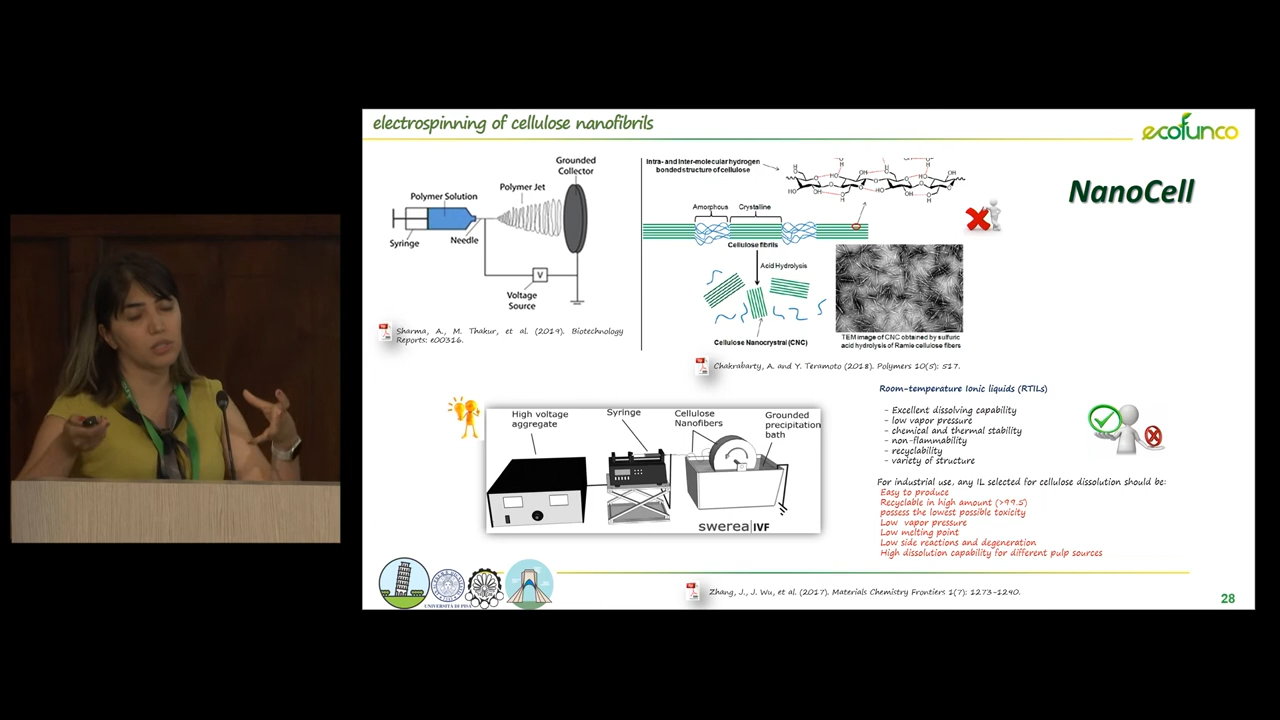 electrospinning of cellulose nanofibrils
ecofunco
NanoCell
Grounded
Collector
Polymer Jet
Polymer Solution
Syringe
Needle
V
Voltage
Source
Sharma, A., M. Thakur, et al. (2019). Biotechnology
Reports: e00316.
Intra- and Inter-molecular hydrogen
bonded structure of cellulose
Amorphous
Crystalline
Cellulose fibrils
Acid Hydrolysis
Cellulose Nanocrystral (CNC)
TEM image of CNC obtained by sulfuric
acid hydrolysis of Ramie cellulose fibers
Chakrabarty, A. and Y. Teramoto (2018). Polymers 10(5): 517.
High voltage
aggregate
Syringe
Cellulose
Nanofibers
Grounded
precipitation
bath
swerea|IVF
Room-temperature Ionic liquids (RTILs)
- Excellent dissolving capability
- low vapor pressure
- chemical and thermal stability
- non-flammability
- recyclability
- variety of structure
For industrial use, any IL selected for cellulose dissolution should be:
Easy to produce
Recyclable in high amount (>99.5)
possess the lowest possible toxicity
Low vapor pressure
Low melting point
Low side reactions and degeneration
High dissolution capability for different pulp sources
UNIVERSITÀ DI PISA
Zhang, J., J. Wu, et al. (2017). Materials Chemistry Frontiers 1(7): 1273-1290.
28